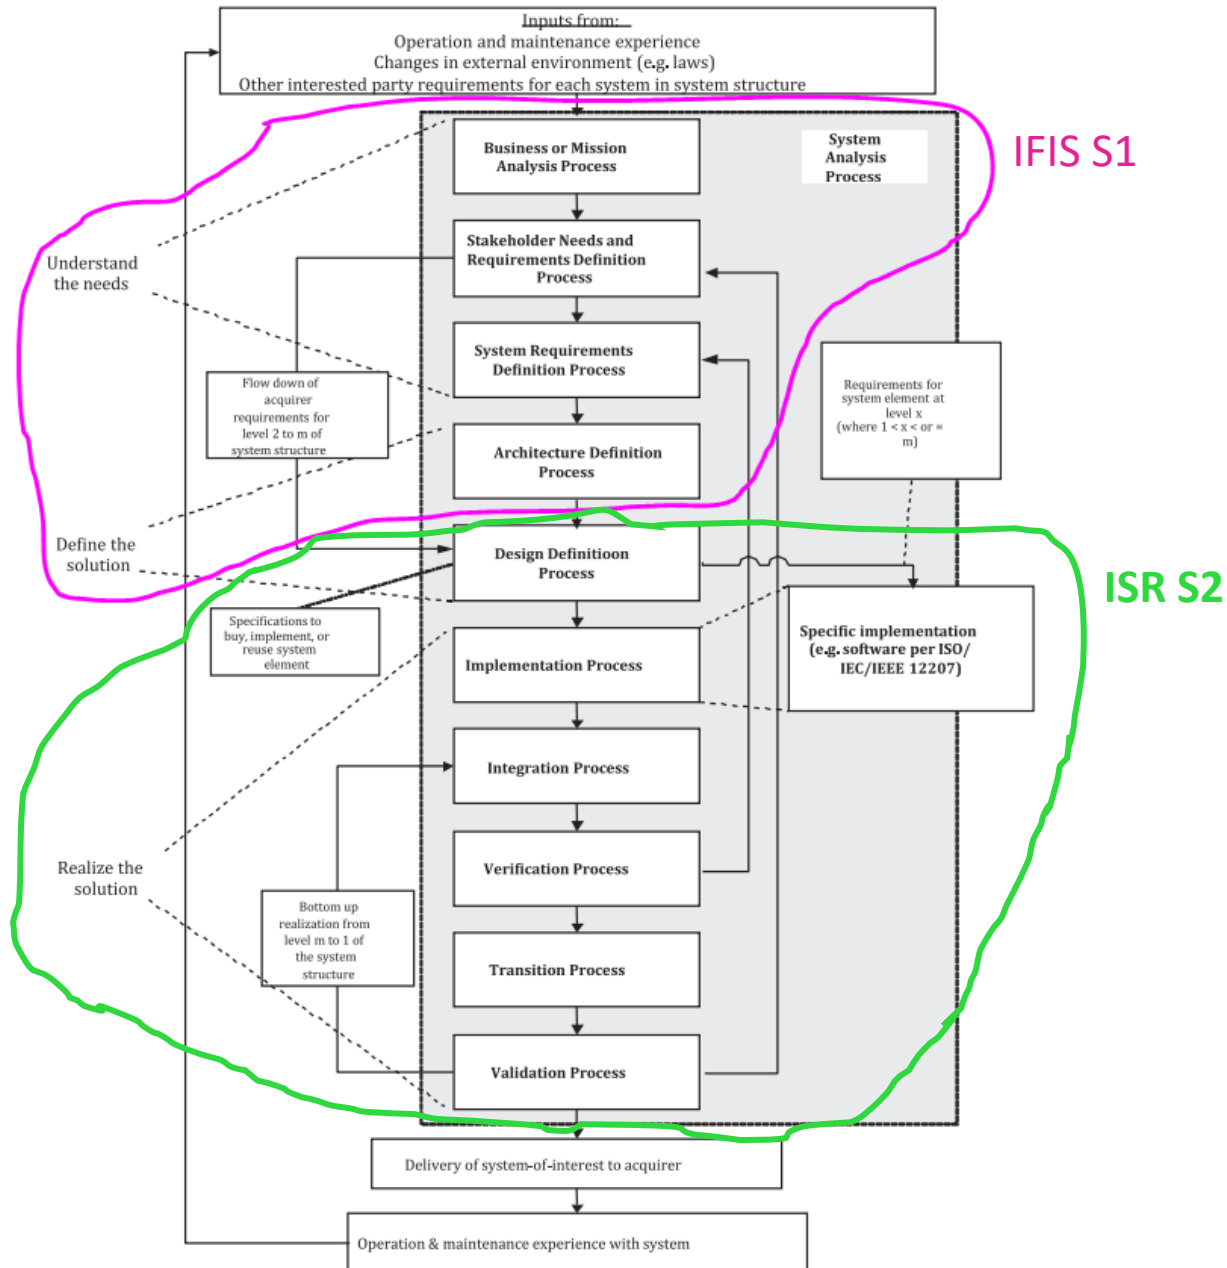 Inputs from:
Operation and maintenance experience
Changes in external environment (e.g. laws)
Other interested party requirements for each system in system structure
Business or Mission
Analysis Process
System
Analysis
Process
IFIS S1
Stakeholder Needs and
Requirements Definition
Process
Understand
the needs
System Requirements
Definition Process
Flow down of
acquirer
requirements for
level 2 to m of
system structure
Requirements for
system element at
level x
(where 1 < x < or =
m)
Architecture Definition
Process
Define the
solution
Design Definitioon
Process
ISR S2
Specifications to
buy, implement, or
reuse system
element
Implementation Process
Specific implementation
(e.g. software per ISO/
IEC/IEEE 12207)
Integration Process
Realize the
solution
Verification Process
Bottom up
realization from
level m to 1 of
the system
structure
Transition Process
Validation Process
Delivery of system-of-interest to acquirer
Operation & maintenance experience with system